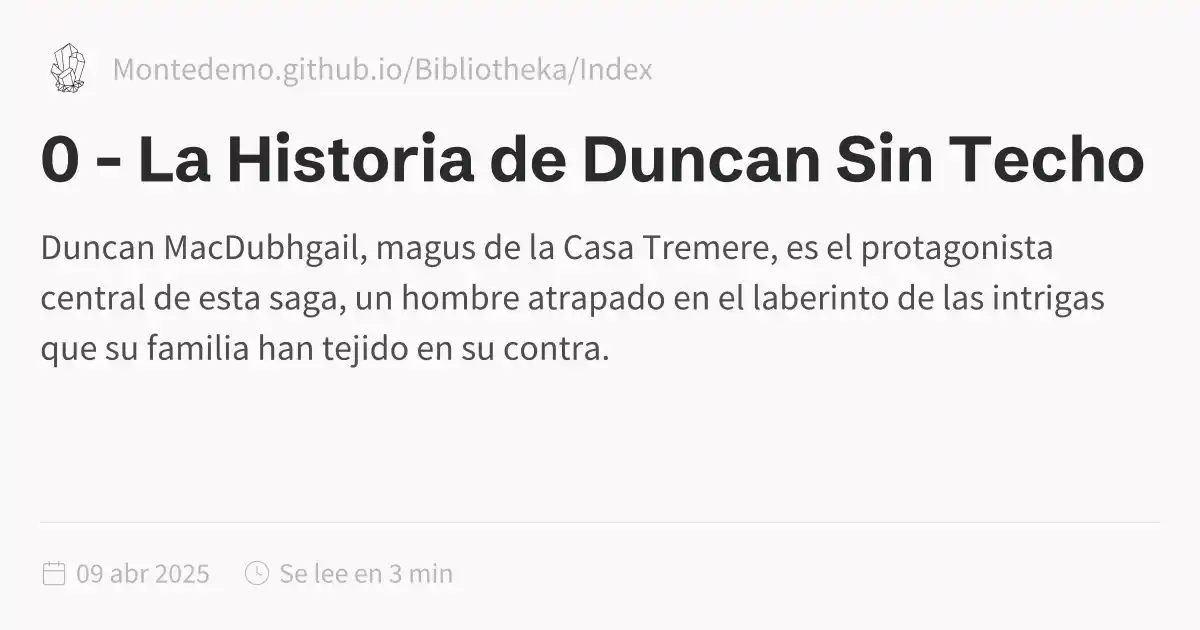 Montedemo.github.io/Bibliotheka/Index
0 - La Historia de Duncan Sin Techo
Duncan MacDubhgail, magus de la Casa Tremere, es el protagonista
central de esta saga, un hombre atrapado en el laberinto de las intrigas
que su familia han tejido en su contra.
09 abr 2025 Se lee en 3 min